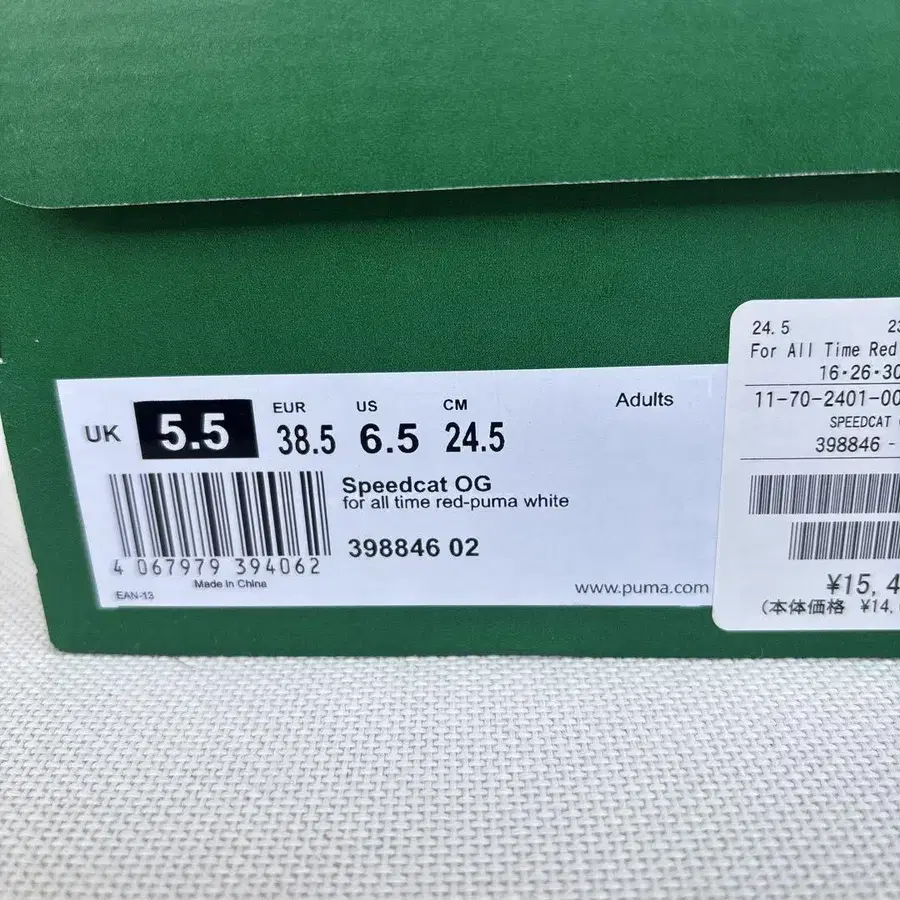 UK 5.5 EUR 38.5 US 6.5 CM 24.5 Adults
Speedcat OG
for all time red-puma white
398846 02
4 067979 394062
Made in China
EAN-13
www.puma.com
24.5
For All Time Red
16・26・30
11-70-2401-00
SPEEDCAT
398846 -
¥15,4
(本体価格 ¥14,